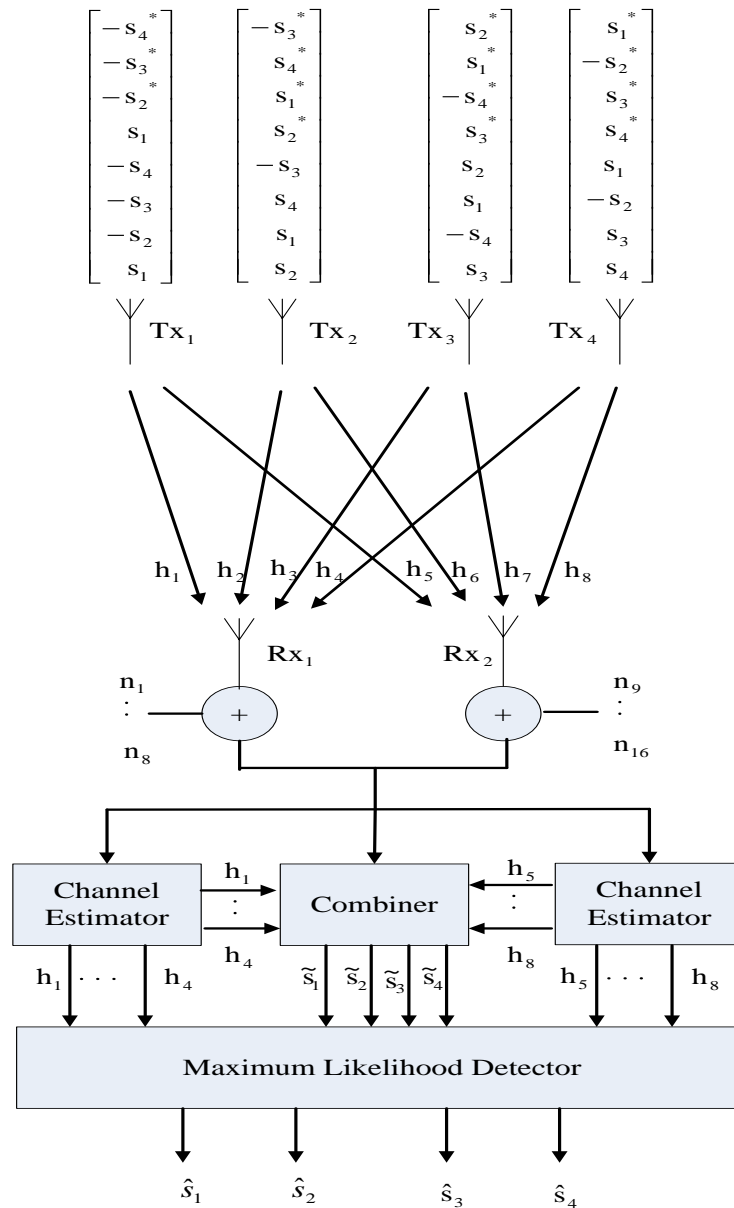 − s₄* − s₃* s₂* s₁*
− s₃* s₄* s₁* − s₂*
− s₂* s₁* − s₄* s₃*
s₁ s₂* s₃* s₄*
− s₄ − s₃ s₂ s₁
− s₃ s₄ s₁ − s₂
− s₂ s₁ − s₄ s₃
s₁ s₂ s₃ s₄
Tx₁ Tx₂ Tx₃ Tx₄
h₁ h₂ h₃ h₄ h₅ h₆ h₇ h₈
Rx₁ Rx₂
n₁ n₉
⋮ + + ⋮
n₈ n₁₆
Channel Estimator h₁ ⋮ h₄ Combiner h₅ ⋮ h₈ Channel Estimator
h₁ · · · h₄ s̃₁ s̃₂ s̃₃ s̃₄ h₅ · · · h₈
Maximum Likelihood Detector
ŝ₁ ŝ₂ ŝ₃ ŝ₄